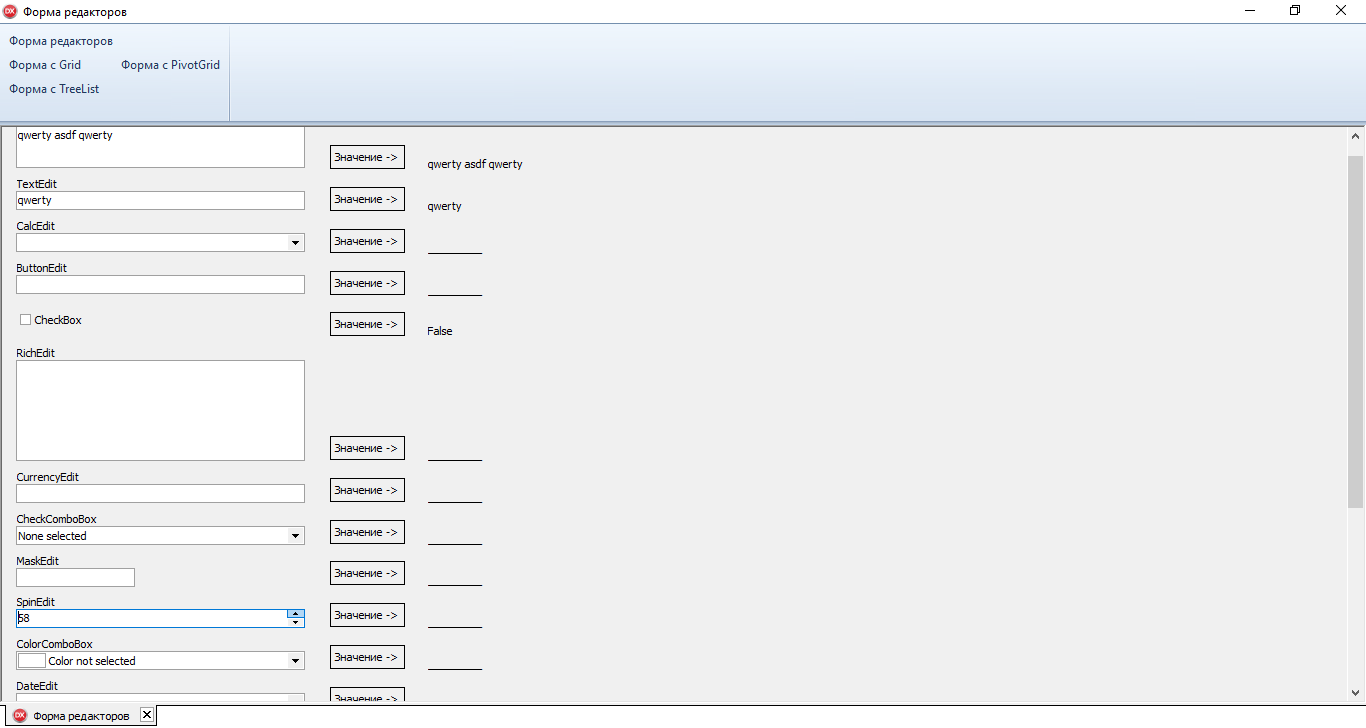 DX Форма редакторов
Форма редакторов
Форма с Grid Форма с PivotGrid
Форма с TreeList
qwerty asdf qwerty
Значение -> qwerty asdf qwerty
TextEdit
qwerty Значение -> qwerty
CalcEdit
Значение ->
ButtonEdit
Значение ->
CheckBox Значение -> False
RichEdit
Значение ->
CurrencyEdit
Значение ->
CheckComboBox
None selected Значение ->
MaskEdit
Значение ->
SpinEdit
58 Значение ->
ColorComboBox
Color not selected Значение ->
DateEdit
Значение ->
DX Форма редакторов